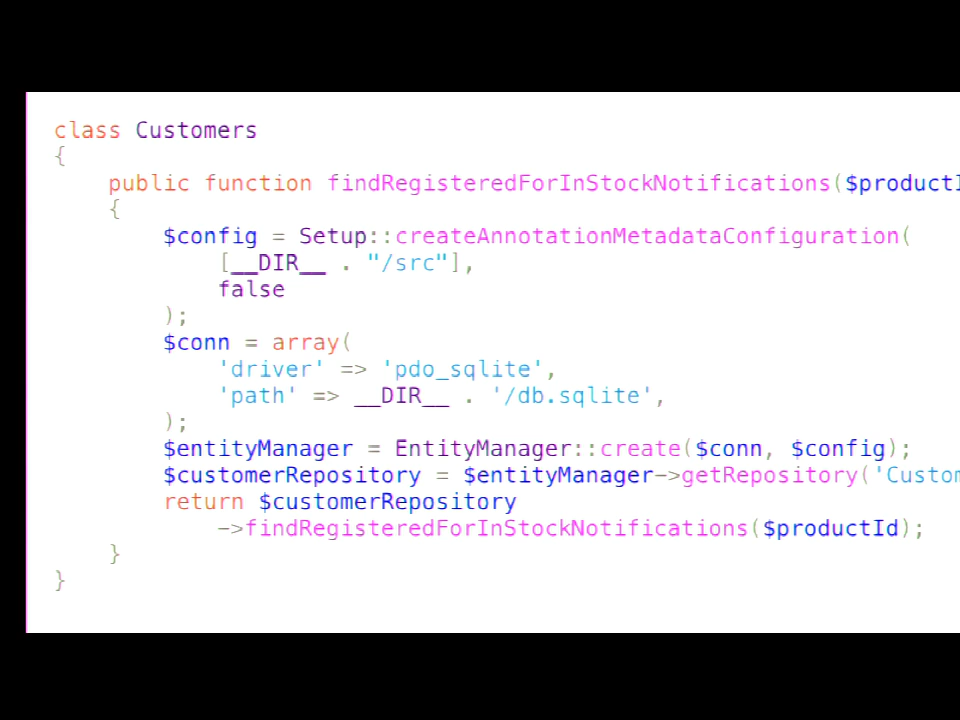 class Customers
{
    public function findRegisteredForInStockNotifications($productI
    {
        $config = Setup::createAnnotationMetadataConfiguration(
            [__DIR__ . "/src"],
            false
        );
        $conn = array(
            'driver' => 'pdo_sqlite',
            'path' => __DIR__ . '/db.sqlite',
        );
        $entityManager = EntityManager::create($conn, $config);
        $customerRepository = $entityManager->getRepository('Custom
        return $customerRepository
            ->findRegisteredForInStockNotifications($productId);
    }
}